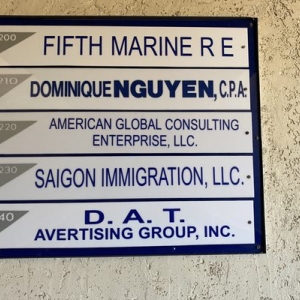 200
FIFTH MARINE R E
210
DOMINIQUE NGUYEN, C.P.A.
220
AMERICAN GLOBAL CONSULTING
ENTERPRISE, LLC.
230
SAIGON IMMIGRATION, LLC.
40
D. A. T.
AVERTISING GROUP, INC.